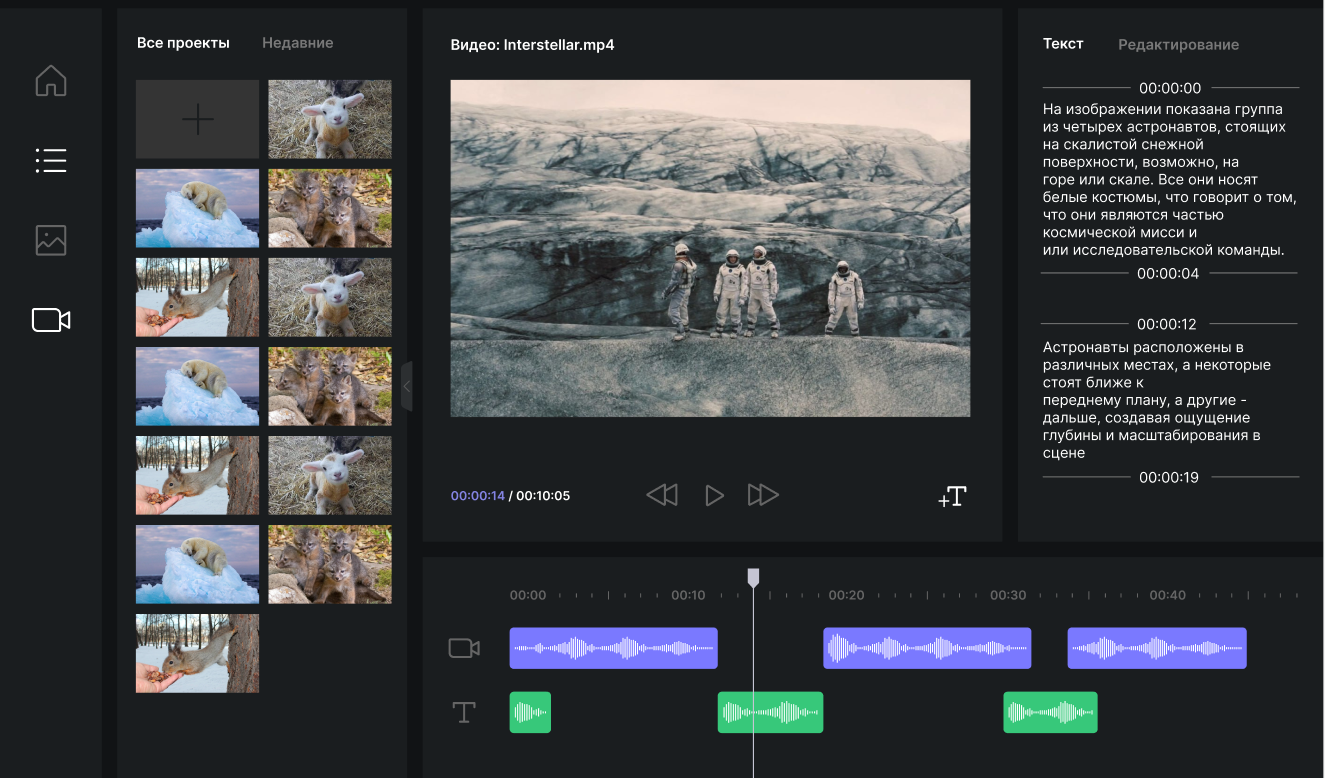 Все проекты
Недавние
Видео: Interstellar.mp4
00:00:14 / 00:10:05
+T
Текст
Редактирование
00:00:00
На изображении показана группа
из четырех астронавтов, стоящих
на скалистой снежной
поверхности, возможно, на
горе или скале. Все они носят
белые костюмы, что говорит о том,
что они являются частью
космической мисси и
или исследовательской команды.
00:00:04
00:00:12
Астронавты расположены в
различных местах, а некоторые
стоят ближе к
переднему плану, а другие -
дальше, создавая ощущение
глубины и масштабирования в
сцене
00:00:19
00:00
00:10
00:20
00:30
00:40
T